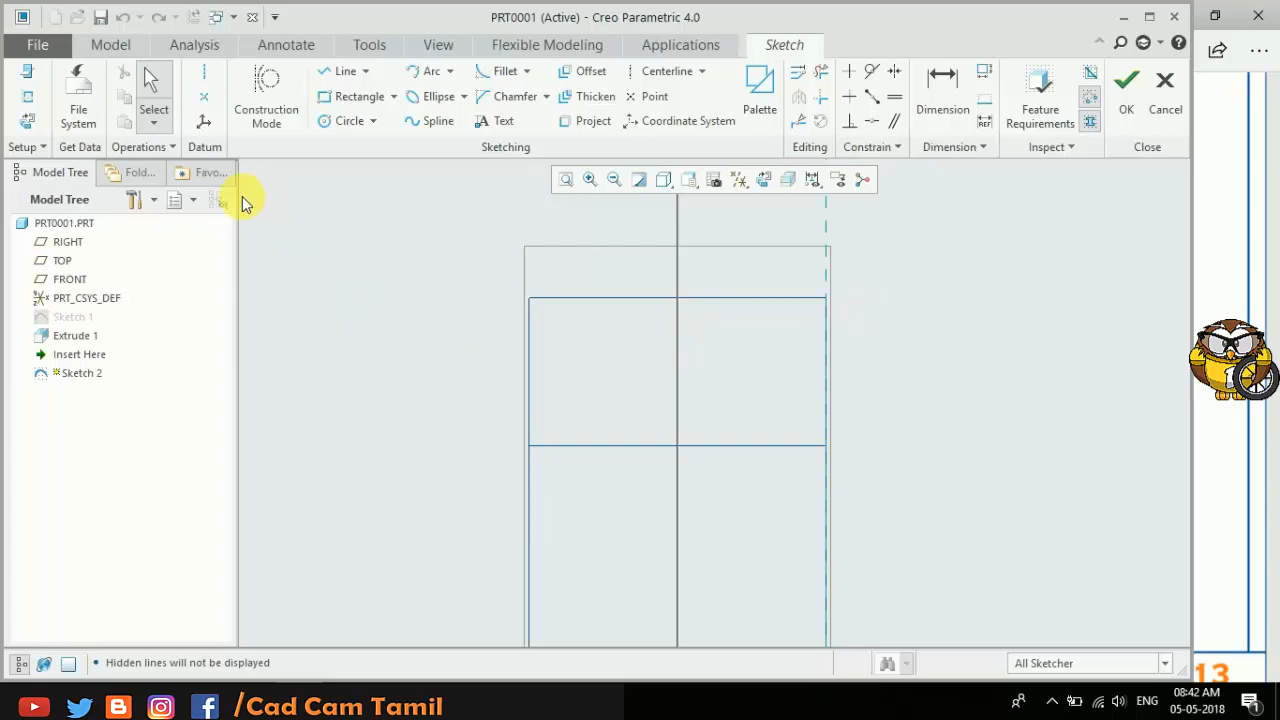 PRT0001 (Active) - Creo Parametric 4.0
File Model Analysis Annotate Tools View Flexible Modeling Applications Sketch
Line Arc Fillet Offset Centerline
Rectangle Ellipse Chamfer Thicken Point
Circle Spline Text Project Coordinate System
File System
Select
Construction Mode
Palette
Dimension
Feature Requirements
OK Cancel
Setup Get Data Operations Datum Sketching Editing Constrain Dimension Inspect Close
Model Tree Fold... Favo...
Model Tree
PRT0001.PRT
RIGHT
TOP
FRONT
PRT_CSYS_DEF
Sketch 1
Extrude 1
Insert Here
Sketch 2
Hidden lines will not be displayed
All Sketcher
13
/Cad Cam Tamil
ENG
08:42 AM
05-05-2018